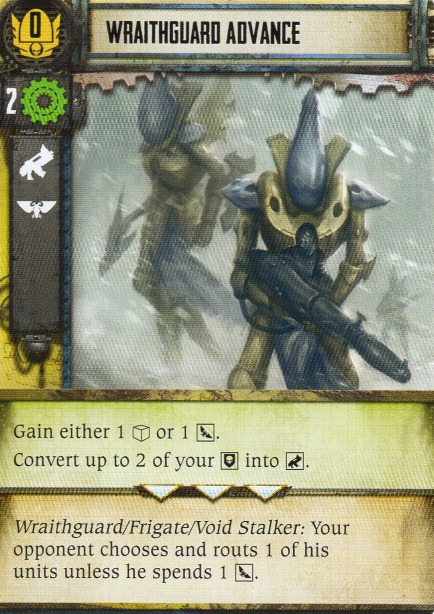 0
WRAITHGUARD ADVANCE
2
Gain either 1 or 1 .
Convert up to 2 of your into .
Wraithguard/Frigate/Void Stalker: Your
opponent chooses and routs 1 of his
units unless he spends 1 .